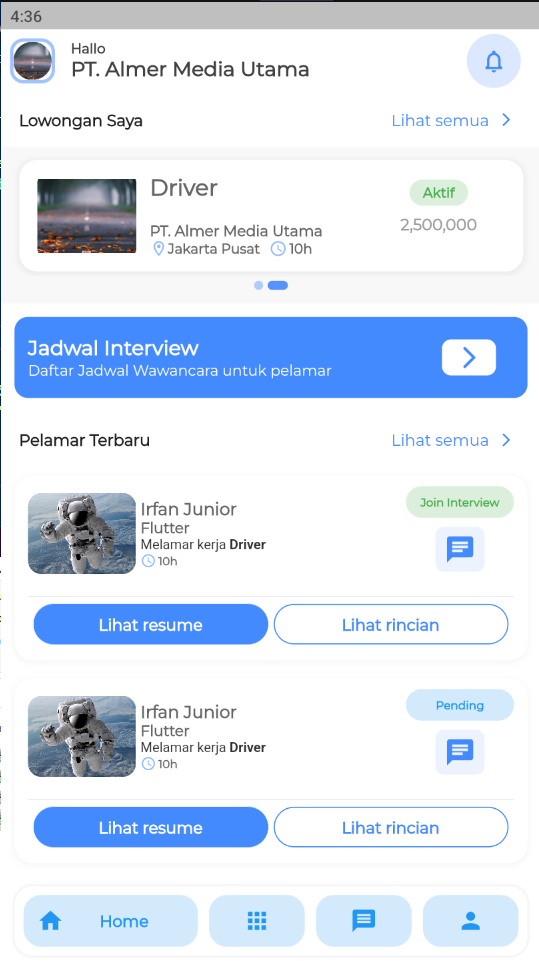 4:36
Hallo
PT. Almer Media Utama
Lowongan Saya
Lihat semua
Driver
Aktif
2,500,000
PT. Almer Media Utama
Jakarta Pusat 10h
Jadwal Interview
Daftar Jadwal Wawancara untuk pelamar
Pelamar Terbaru
Lihat semua
Irfan Junior
Flutter
Melamar kerja Driver
10h
Join Interview
Lihat resume
Lihat rincian
Irfan Junior
Flutter
Melamar kerja Driver
10h
Pending
Lihat resume
Lihat rincian
Home